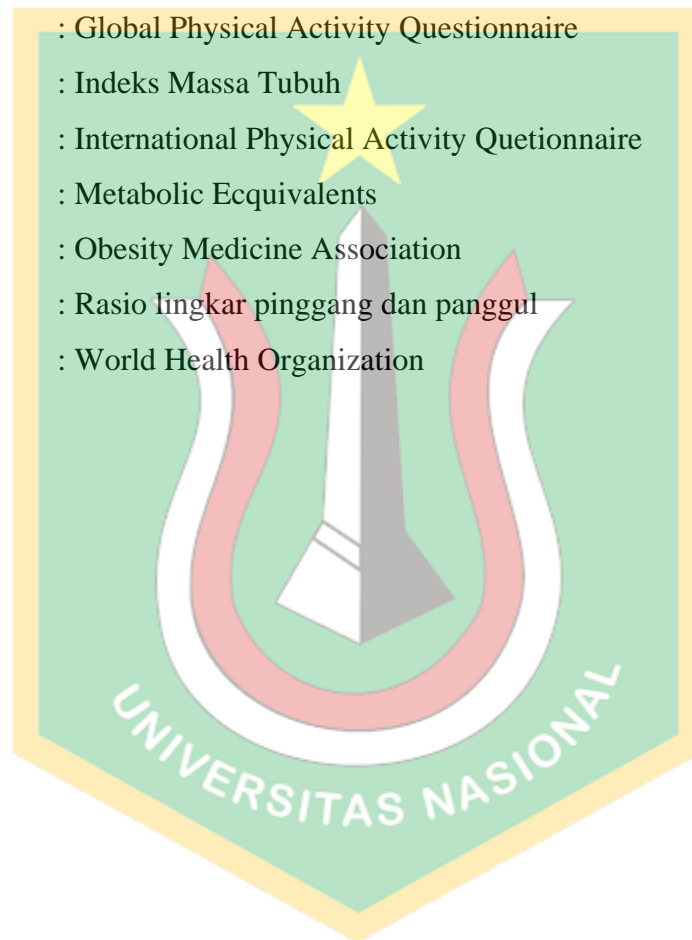 : Global Physical Activity Questionnaire
: Indeks Massa Tubuh
: International Physical Activity Quetionnaire
: Metabolic Ecquivalents
: Obesity Medicine Association
: Rasio lingkar pinggang dan panggul
: World Health Organization
UNIVERSITAS NASIONAL